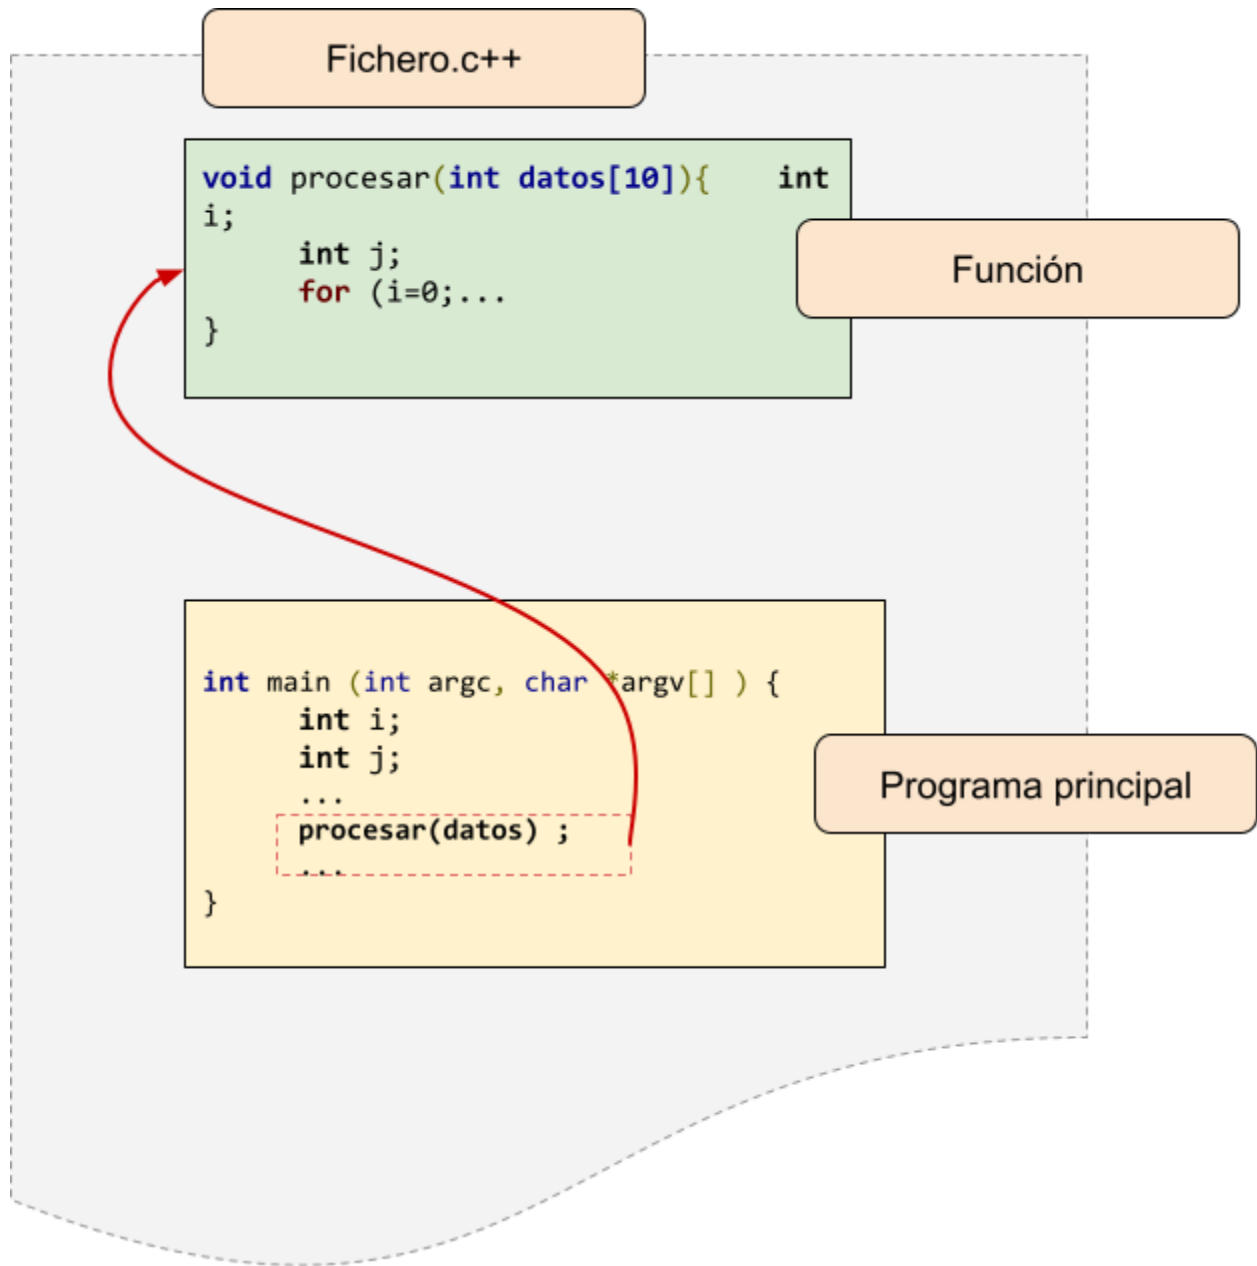 Fichero.c++
void procesar(int datos[10]){    int
i;
      int j;
      for (i=0;...
}
Función
int main (int argc, char *argv[] ) {
      int i;
      int j;
      ...
      procesar(datos) ;
      ...
}
Programa principal